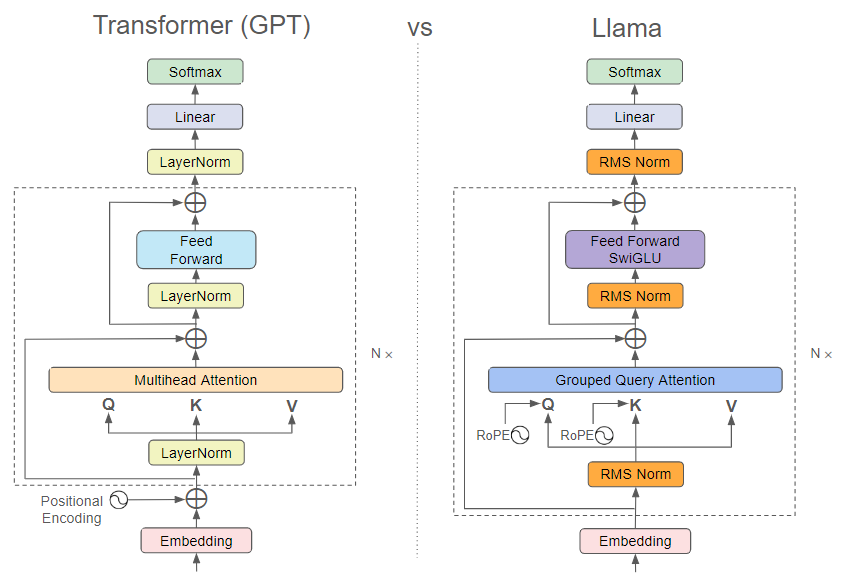 Transformer (GPT)
vs
Llama
Softmax
Linear
LayerNorm
Feed
Forward
LayerNorm
N ×
Multihead Attention
Q
K
V
LayerNorm
Positional
Encoding
Embedding
Softmax
Linear
RMS Norm
Feed Forward
SwiGLU
RMS Norm
N ×
Grouped Query Attention
Q
K
V
RoPE
RoPE
RMS Norm
Embedding